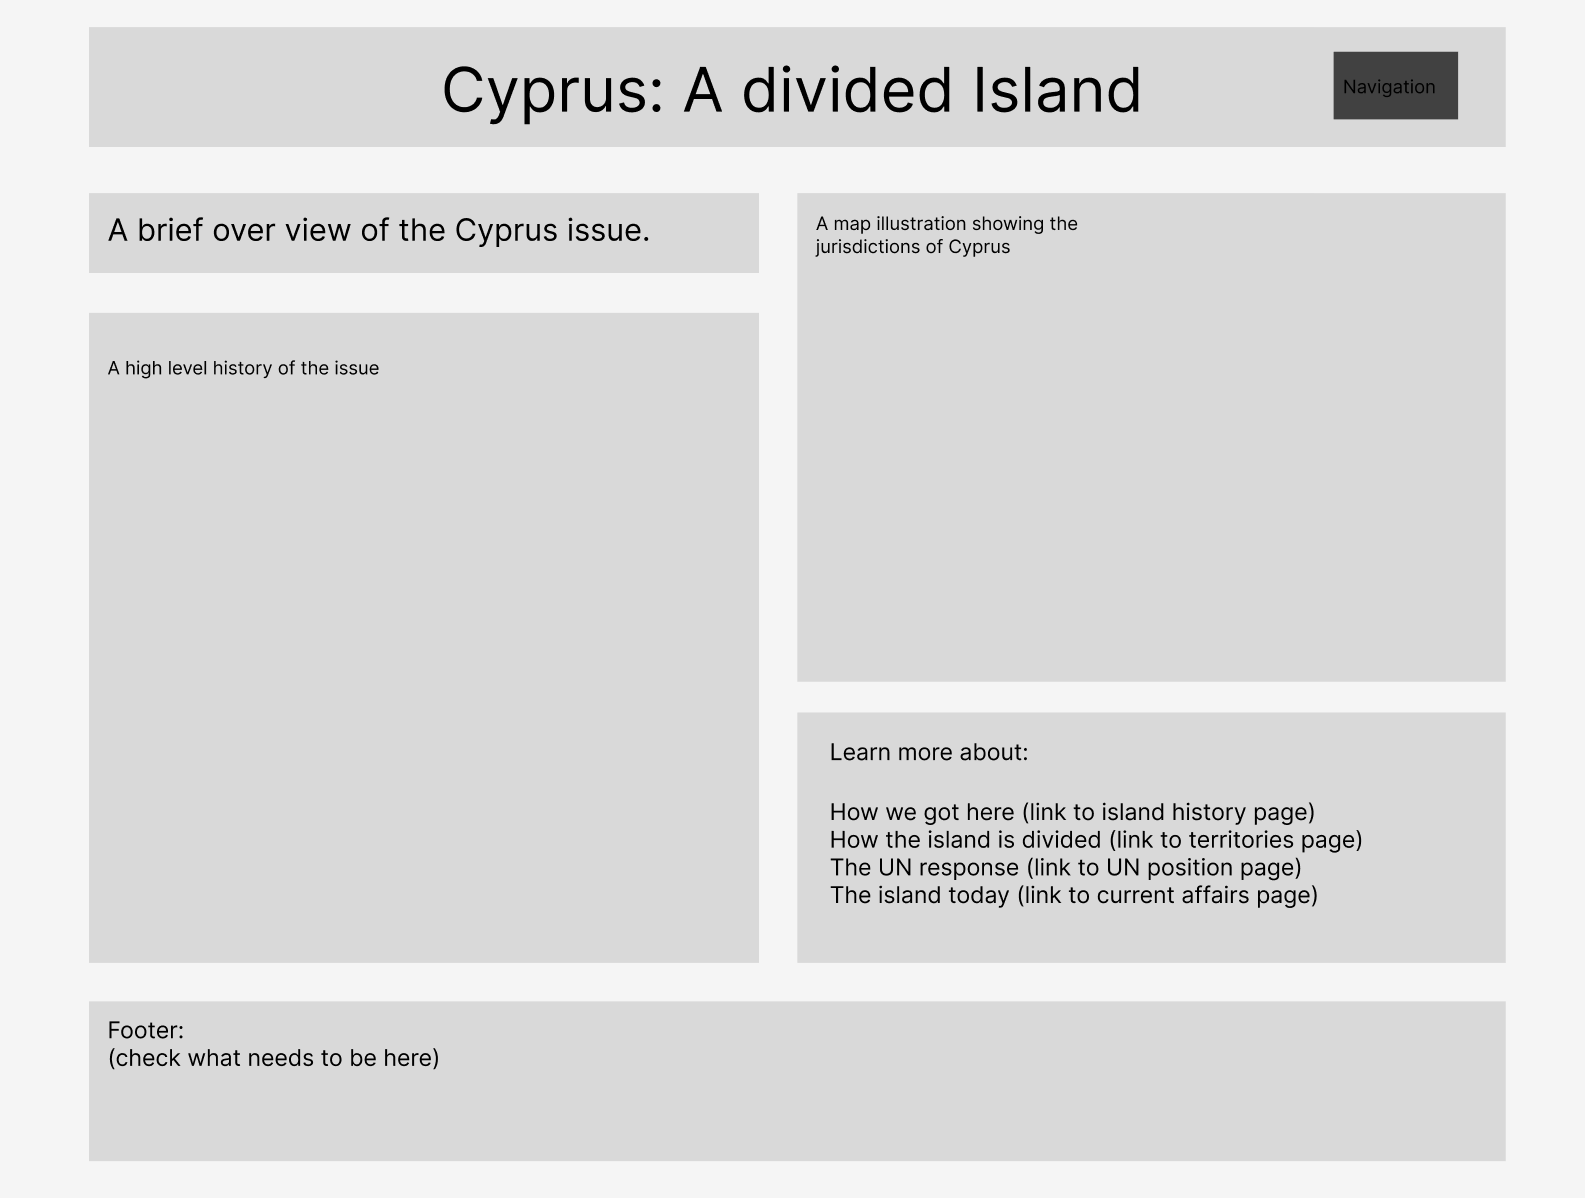 Cyprus: A divided Island
Navigation
A brief over view of the Cyprus issue.
A high level history of the issue
A map illustration showing the
jurisdictions of Cyprus
Learn more about:
How we got here (link to island history page)
How the island is divided (link to territories page)
The UN response (link to UN position page)
The island today (link to current affairs page)
Footer:
(check what needs to be here)